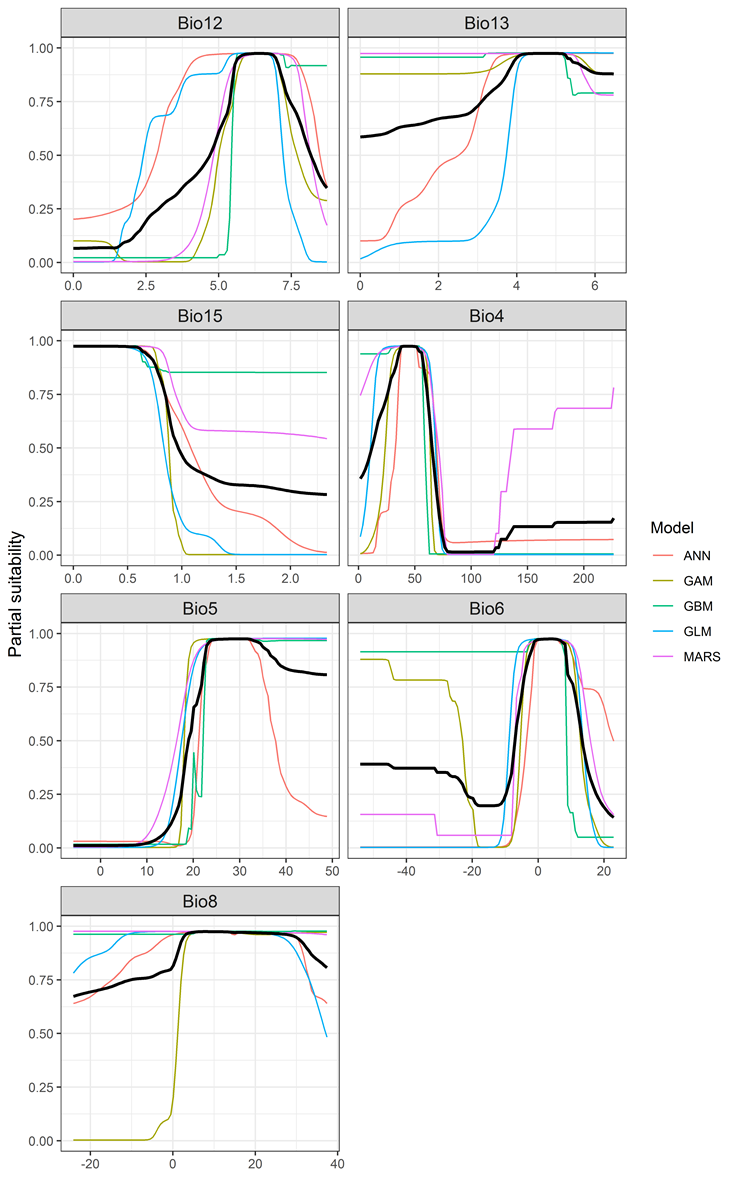 Bio12
Bio13
1.00
0.75
0.50
0.25
0.00
0.0 2.5 5.0 7.5
0 2 4 6
Bio15
Bio4
1.00
0.75
0.50
0.25
0.00
0.0 0.5 1.0 1.5 2.0
0 50 100 150 200
Partial suitability
Model
ANN
GAM
GBM
GLM
MARS
Bio5
Bio6
1.00
0.75
0.50
0.25
0.00
0 10 20 30 40 50
-40 -20 0 20
Bio8
1.00
0.75
0.50
0.25
0.00
-20 0 20 40